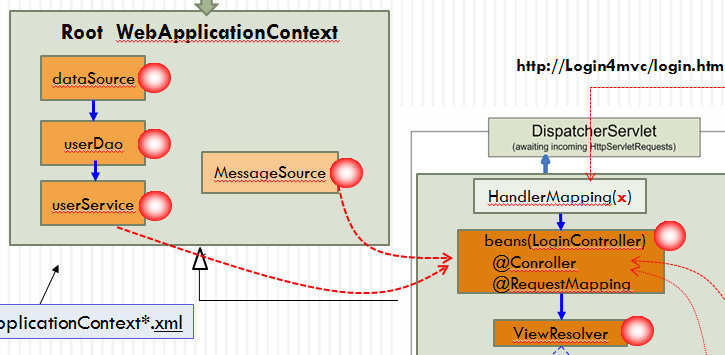 Root WebApplicationContext
dataSource
userDao
userService
MessageSource
pplicationContext*.xml
http://Login4mvc/login.htm
DispatcherServlet
(awaiting incoming HttpServletRequests)
HandlerMapping(x)
beans(LoginController)
@Conroller
@RequestMapping
ViewResolver